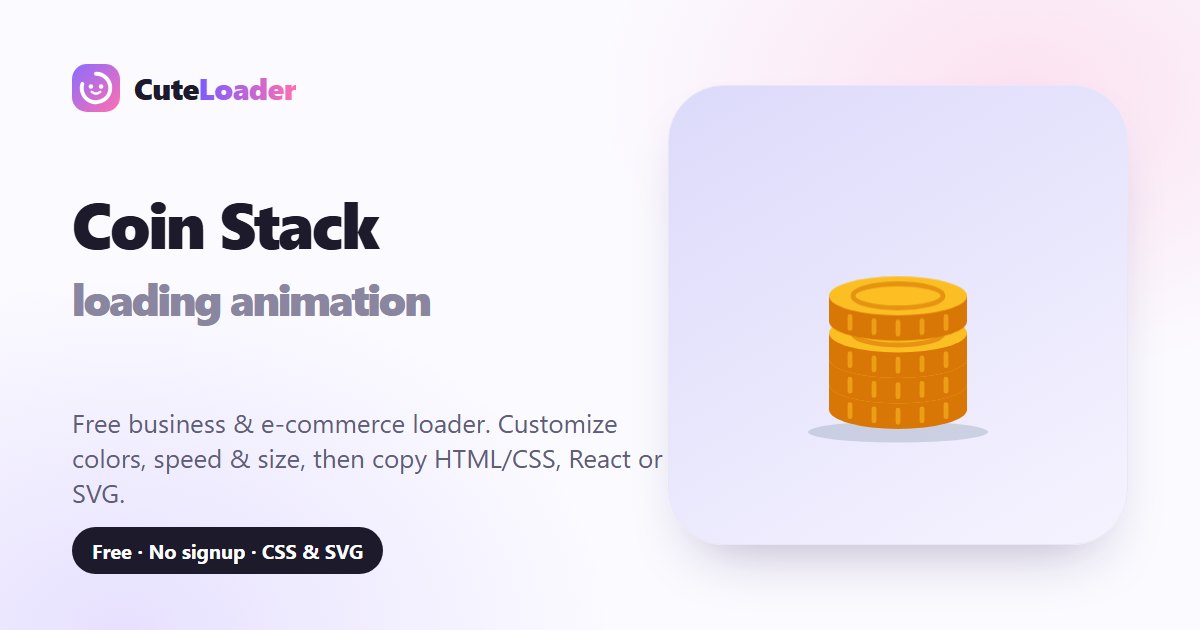 CuteLoader
Coin Stack
loading animation
Free business & e-commerce loader. Customize
colors, speed & size, then copy HTML/CSS, React or
SVG.
Free · No signup · CSS & SVG